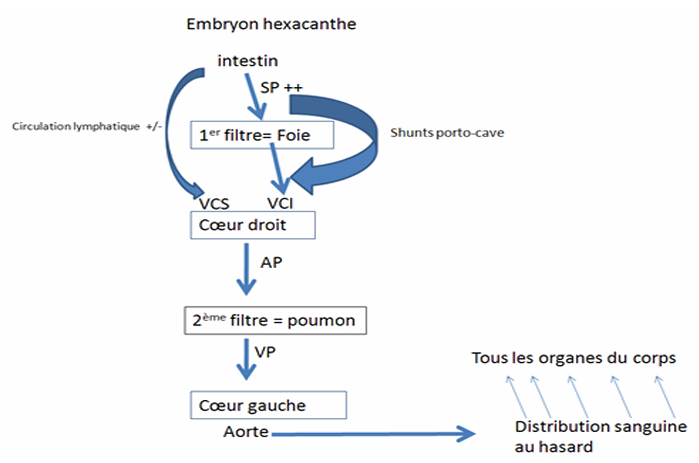 Embryon hexacanthe
intestin
SP ++
Circulation lymphatique +/-
1er filtre= Foie
Shunts porto-cave
VCS VCI
Cœur droit
AP
2ème filtre = poumon
VP
Tous les organes du corps
Cœur gauche
Distribution sanguine
Aorte
au hasard